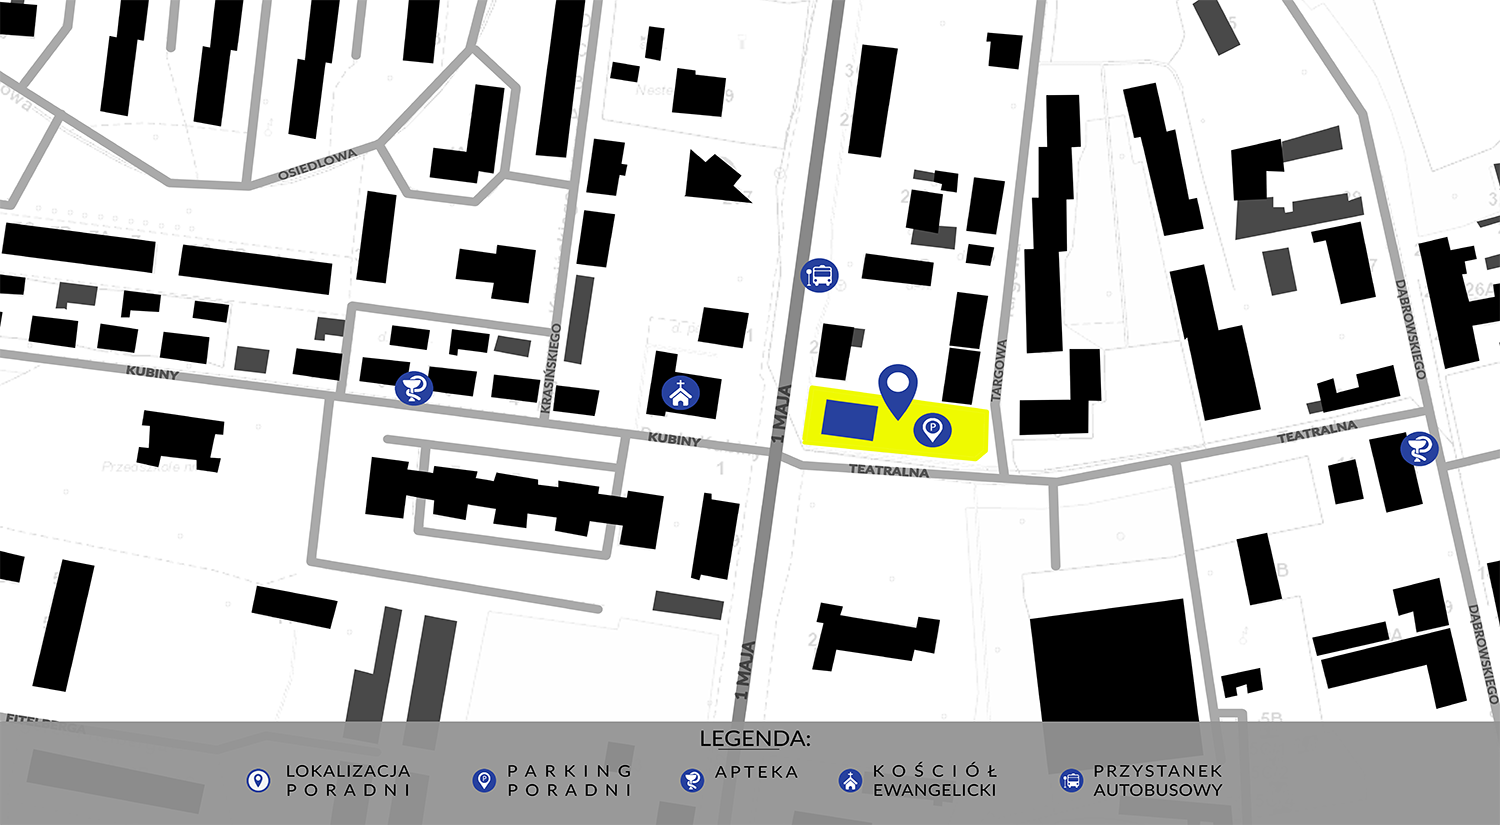 OSIEDLOWA
KUBINY
KRASIŃSKIEGO
KUBINY
1 MAJA
TEATRALNA
TARGOWA
TEATRALNA
DĄBROWSKIEGO
DĄBROWSKIEGO
1 MAJA
P
LEGENDA:
LOKALIZACJA
PORADNI
P
PARKING
PORADNI
APTEKA
KOŚCIÓŁ
EWANGELICKI
PRZYSTANEK
AUTOBUSOWY